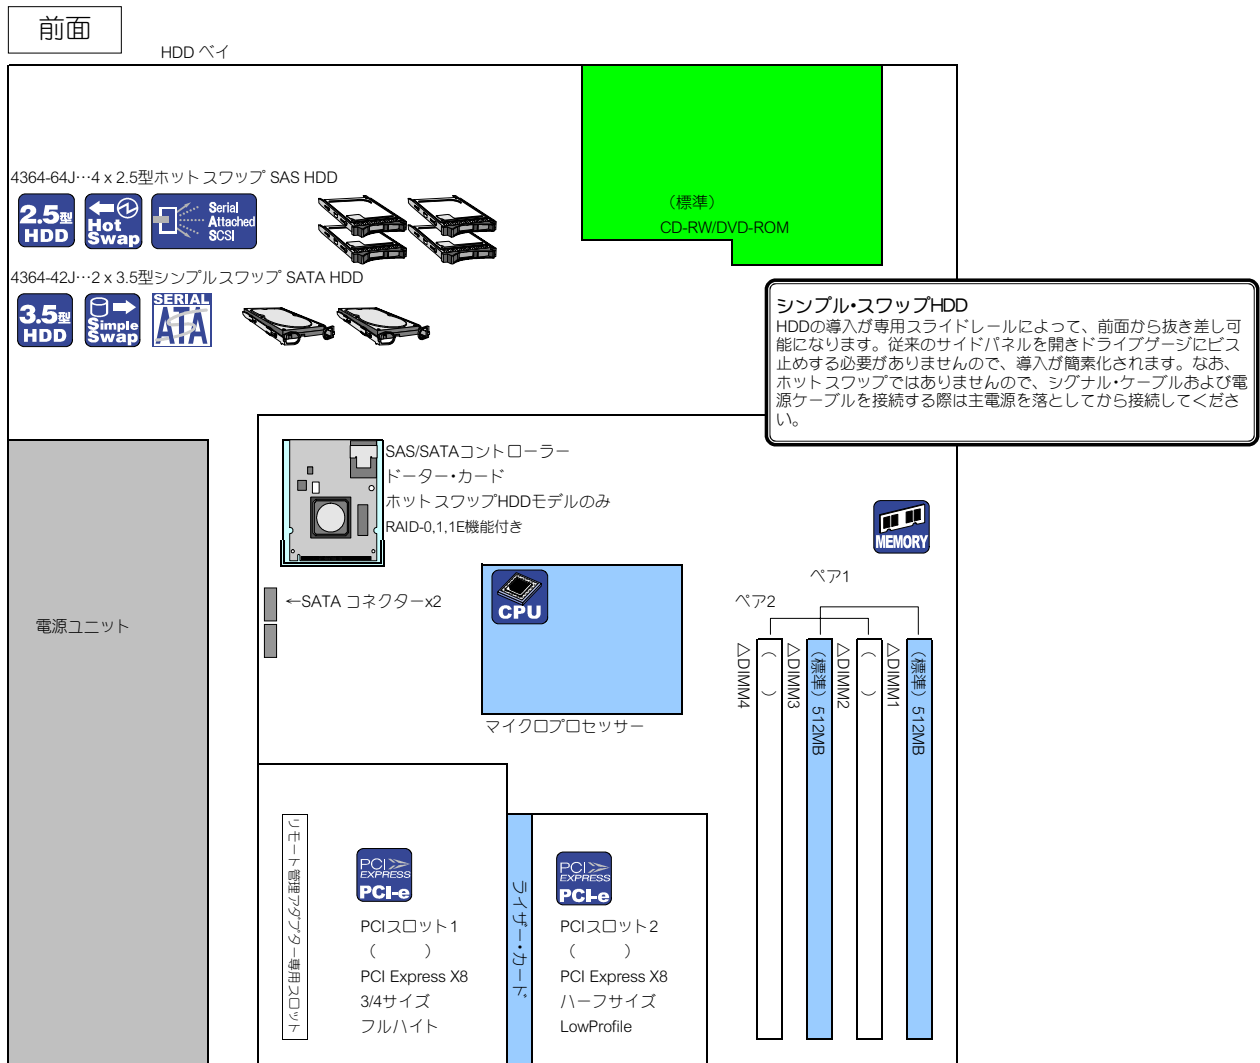 前面
HDD ベイ
4364-64J…4 x 2.5型ホットスワップ SAS HDD
2.5型
HDD
Hot
Swap
Serial
Attached
SCSI
(標準)
CD-RW/DVD-ROM
4364-42J…2 x 3.5型シンプルスワップ SATA HDD
3.5型
HDD
Simple
Swap
SERIAL
ATA
シンプル・スワップHDD
HDDの導入が専用スライドレールによって、前面から抜き差し可
能になります。従来のサイドパネルを開きドライブゲージにビス
止めする必要がありませんので、導入が簡素化されます。なお、
ホットスワップではありませんので、シグナル・ケーブルおよび電
源ケーブルを接続する際は主電源を落としてから接続してくださ
い。
SAS/SATAコントローラー
ドーター・カード
ホットスワップHDDモデルのみ
RAID-0,1,1E機能付き
MEMORY
電源ユニット
←SATA コネクターx2
CPU
マイクロプロセッサー
ペア1
ペア2
△DIMM4
( )
△DIMM3
(標準) 512MB
△DIMM2
( )
△DIMM1
(標準) 512MB
リモート管理アダプター専用スロット
PCI
EXPRESS
PCI-e
PCIスロット1
( )
PCI Express X8
3/4サイズ
フルハイト
ライザー・カード
PCI
EXPRESS
PCI-e
PCIスロット2
( )
PCI Express X8
ハーフサイズ
LowProfile